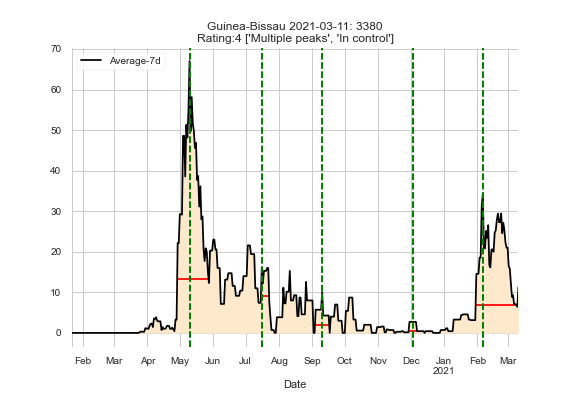 Guinea-Bissau 2021-03-11: 3380
Rating:4 ['Multiple peaks', 'In control']
Average-7d
70
60
50
40
30
20
10
0
Feb Mar Apr May Jun Jul Aug Sep Oct Nov Dec Jan Feb Mar
2021
Date